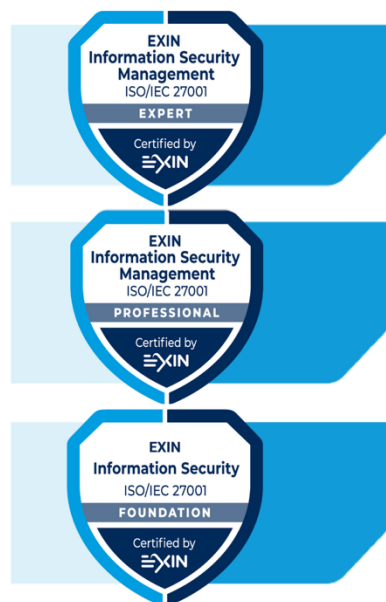 EXIN
Information Security
Management
ISO/IEC 27001
EXPERT
Certified by
EXIN
EXIN
Information Security
Management
ISO/IEC 27001
PROFESSIONAL
Certified by
EXIN
EXIN
Information Security
ISO/IEC 27001
FOUNDATION
Certified by
EXIN